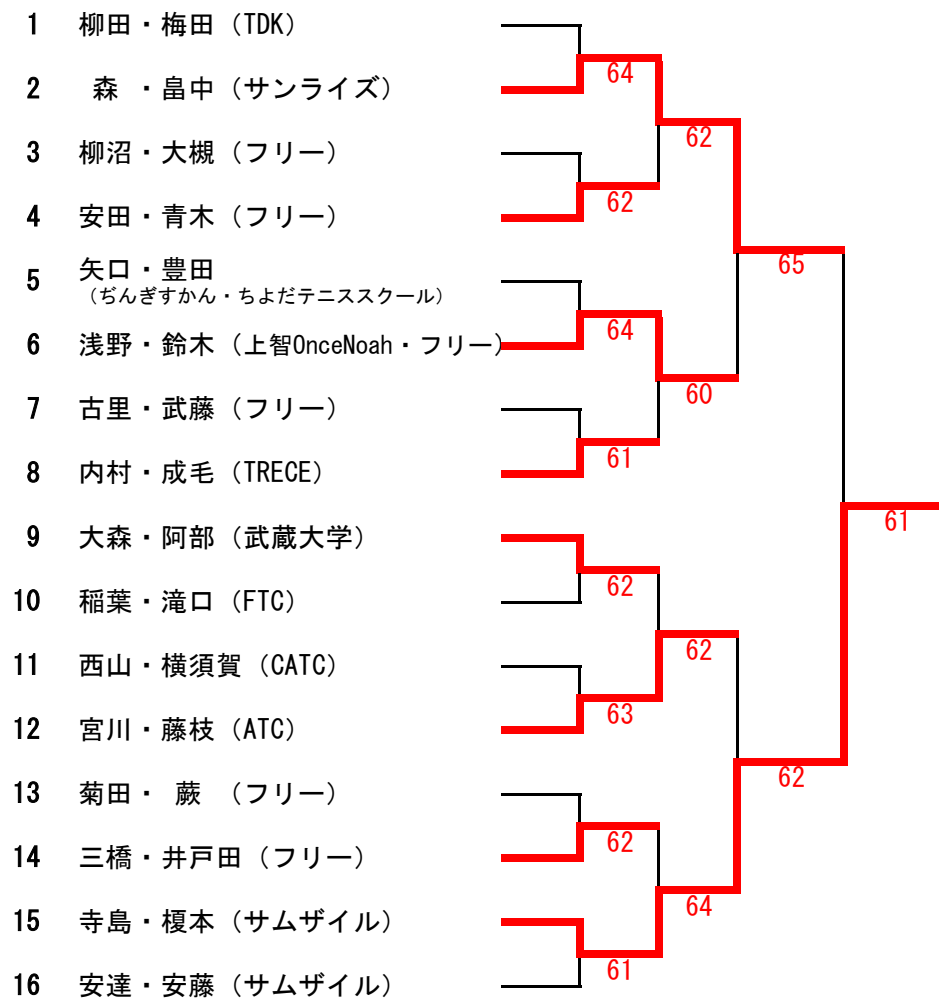 1 柳田・梅田（TDK）
64
2 森 ・畠中（サンライズ）
62
3 柳沼・大槻（フリー）
62
4 安田・青木（フリー）
65
5 矢口・豊田
（ぢんぎすかん・ちよだテニススクール）
64
6 浅野・鈴木（上智OnceNoah・フリー）
60
7 古里・武藤（フリー）
61
8 内村・成毛（TRECE）
61
9 大森・阿部（武蔵大学）
62
10 稲葉・滝口（FTC）
62
11 西山・横須賀（CATC）
63
12 宮川・藤枝（ATC）
62
13 菊田・ 蕨 （フリー）
62
14 三橋・井戸田（フリー）
64
15 寺島・榎本（サムザイル）
61
16 安達・安藤（サムザイル）